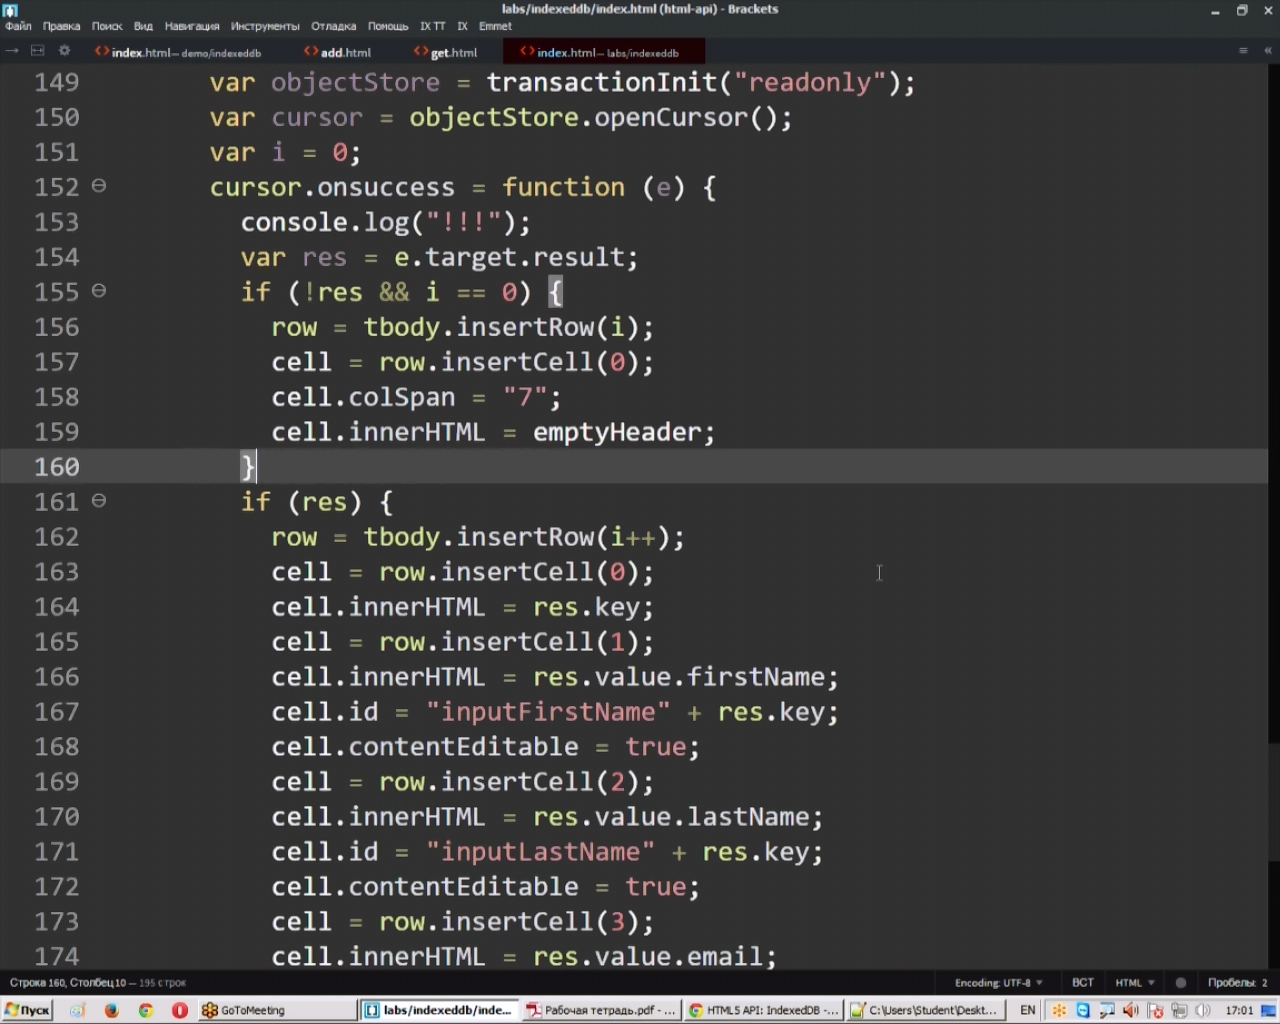 labs/indexeddb/index.html (html-api) - Brackets
Файл Правка Поиск Вид Навигация Инструменты Отладка Помощь IX TT IX Emmet
index.html — demo/indexeddb add.html get.html index.html — labs/indexeddb
149 var objectStore = transactionInit("readonly");
150 var cursor = objectStore.openCursor();
151 var i = 0;
152 cursor.onsuccess = function (e) {
153 console.log("!!!");
154 var res = e.target.result;
155 if (!res && i == 0) {
156 row = tbody.insertRow(i);
157 cell = row.insertCell(0);
158 cell.colSpan = "7";
159 cell.innerHTML = emptyHeader;
160 }
161 if (res) {
162 row = tbody.insertRow(i++);
163 cell = row.insertCell(0);
164 cell.innerHTML = res.key;
165 cell = row.insertCell(1);
166 cell.innerHTML = res.value.firstName;
167 cell.id = "inputFirstName" + res.key;
168 cell.contentEditable = true;
169 cell = row.insertCell(2);
170 cell.innerHTML = res.value.lastName;
171 cell.id = "inputLastName" + res.key;
172 cell.contentEditable = true;
173 cell = row.insertCell(3);
174 cell.innerHTML = res.value.email;
Строка 160, Столбец 10 — 195 строк Encoding: UTF-8 ВСТ HTML Пробелы: 2
Пуск GoToMeeting labs/indexeddb/inde... Рабочая тетрадь.pdf - ... HTML5 API: IndexedDB -... C:\Users\Student\Deskt... EN 17:01